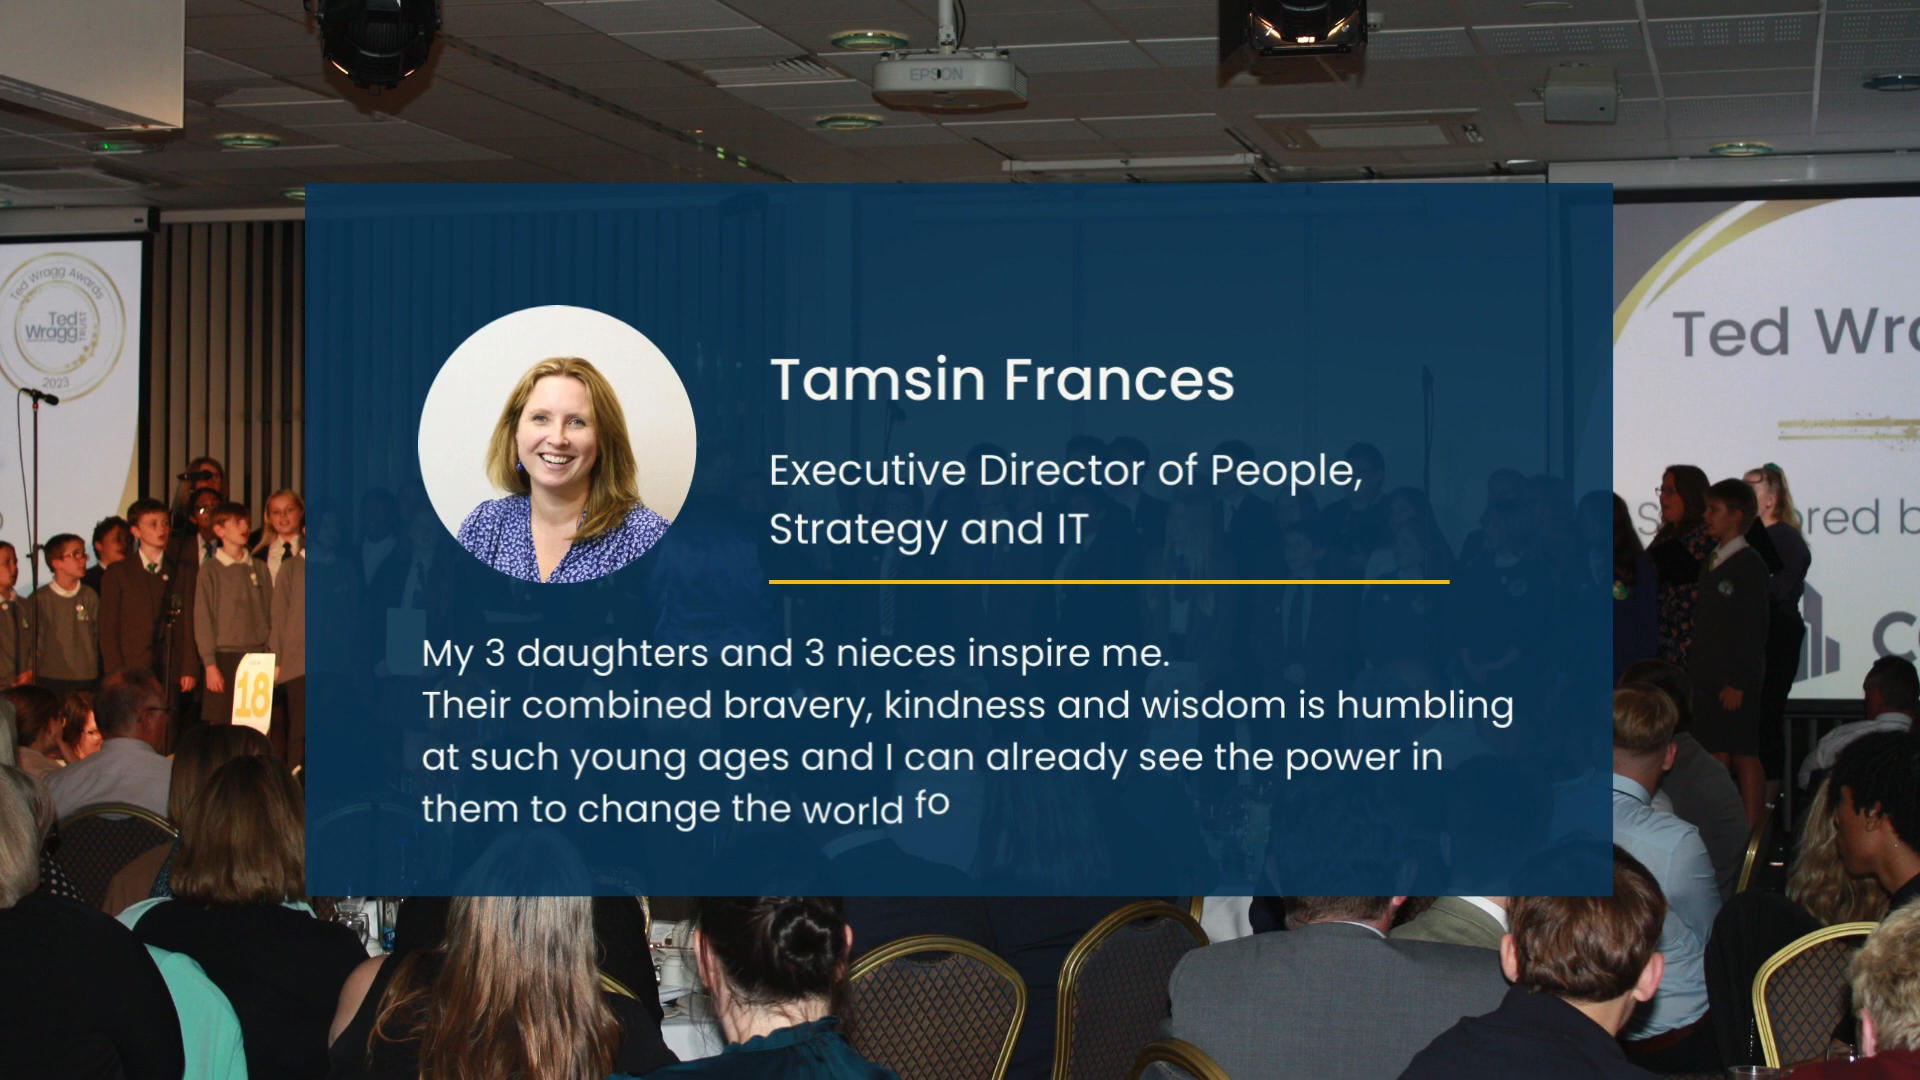 EPSON
Ted Wragg Awards
Ted
Wragg
TRUST
2023
18
Ted Wra
Tamsin Frances
Executive Director of People,
Strategy and IT
My 3 daughters and 3 nieces inspire me.
Their combined bravery, kindness and wisdom is humbling
at such young ages and I can already see the power in
them to change the world fo